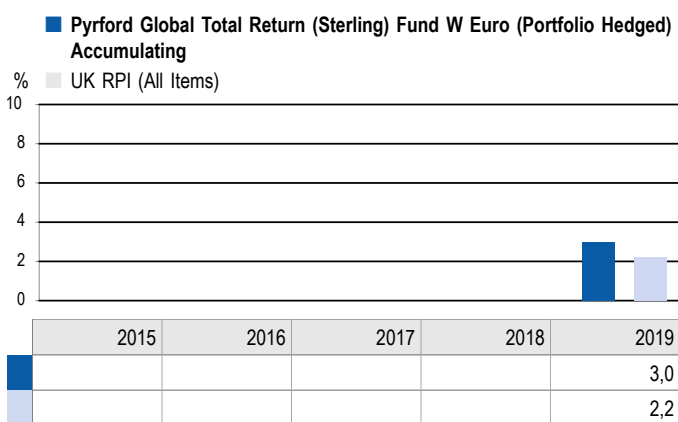 Pyrford Global Total Return (Sterling) Fund W Euro (Portfolio Hedged)
Accumulating
% UK RPI (All Items)
10
8
6
4
2
0
2015 2016 2017 2018 2019
3,0
2,2